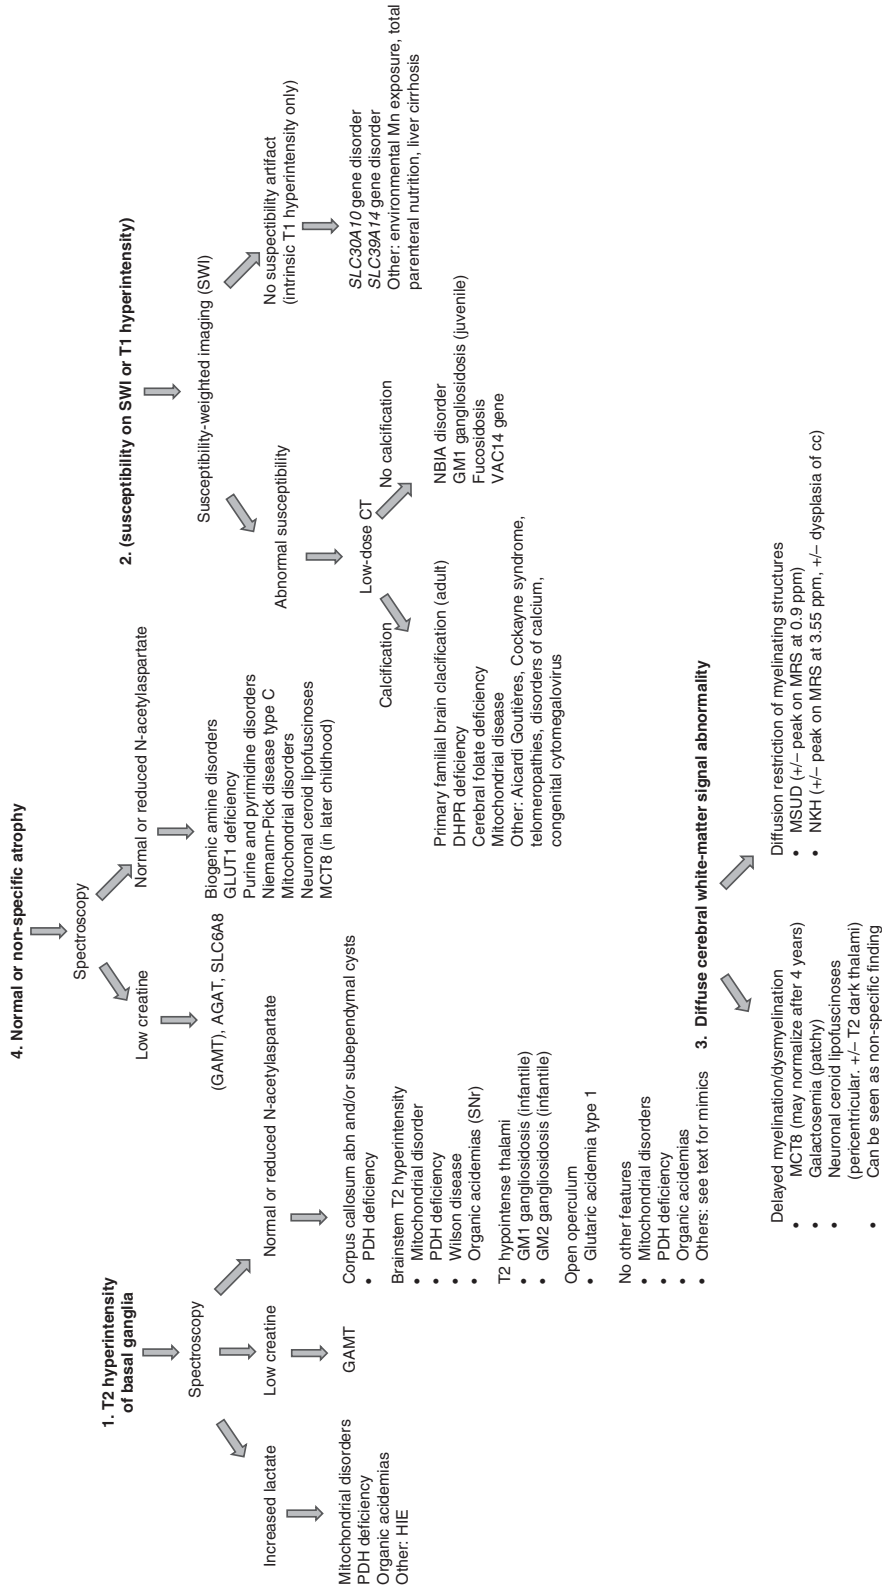 4. Normal or non-specific atrophy
Spectroscopy
Low creatine
Normal or reduced N-acetylaspartate
(GAMT), AGAT, SLC6A8
Biogenic amine disorders
GLUT1 deficiency
Purine and pyrimidine disorders
Niemann-Pick disease type C
Mitochondrial disorders
Neuronal ceroid lipofuscinoses
MCT8 (in later childhood)
1. T2 hyperintensity
of basal ganglia
Spectroscopy
Increased lactate
Low creatine
Normal or reduced N-acetylaspartate
Mitochondrial disorders
PDH deficiency
Organic acidemias
Other: HIE
GAMT
Corpus callosum abn and/or subependymal cysts
• PDH deficiency
Brainstem T2 hyperintensity
• Mitochondrial disorder
• PDH deficiency
• Wilson disease
• Organic acidemias (SNr)
T2 hypointense thalami
• GM1 gangliosidosis (infantile)
• GM2 gangliosidosis (infantile)
Open operculum
• Glutaric acidemia type 1
No other features
• Mitochondrial disorders
• PDH deficiency
• Organic acidemias
• Others: see text for mimics
2. (susceptibility on SWI or T1 hyperintensity)
Susceptibility-weighted imaging (SWI)
Abnormal susceptibility
No suspectibility artifact
(intrinsic T1 hyperintensity only)
Low-dose CT
SLC30A10 gene disorder
SLC39A14 gene disorder
Other: environmental Mn exposure, total
parenteral nutrition, liver cirrhosis
Calcification
No calcification
Primary familial brain clacification (adult)
DHPR deficiency
Cerebral folate deficiency
Mitochondrial disease
Other: Aicardi Goutières, Cockayne syndrome,
telomeropathies, disorders of calcium,
congenital cytomegalovirus
NBIA disorder
GM1 gangliosidosis (juvenile)
Fucosidosis
VAC14 gene
3. Diffuse cerebral white-matter signal abnormality
Delayed myelination/dysmyelination
• MCT8 (may normalize after 4 years)
• Galactosemia (patchy)
• Neuronal ceroid lipofuscinoses
(pericentricular. +/– T2 dark thalami)
• Can be seen as non-specific finding
Diffusion restriction of myelinating structures
• MSUD (+/– peak on MRS at 0.9 ppm)
• NKH (+/– peak on MRS at 3.55 ppm, +/– dysplasia of cc)